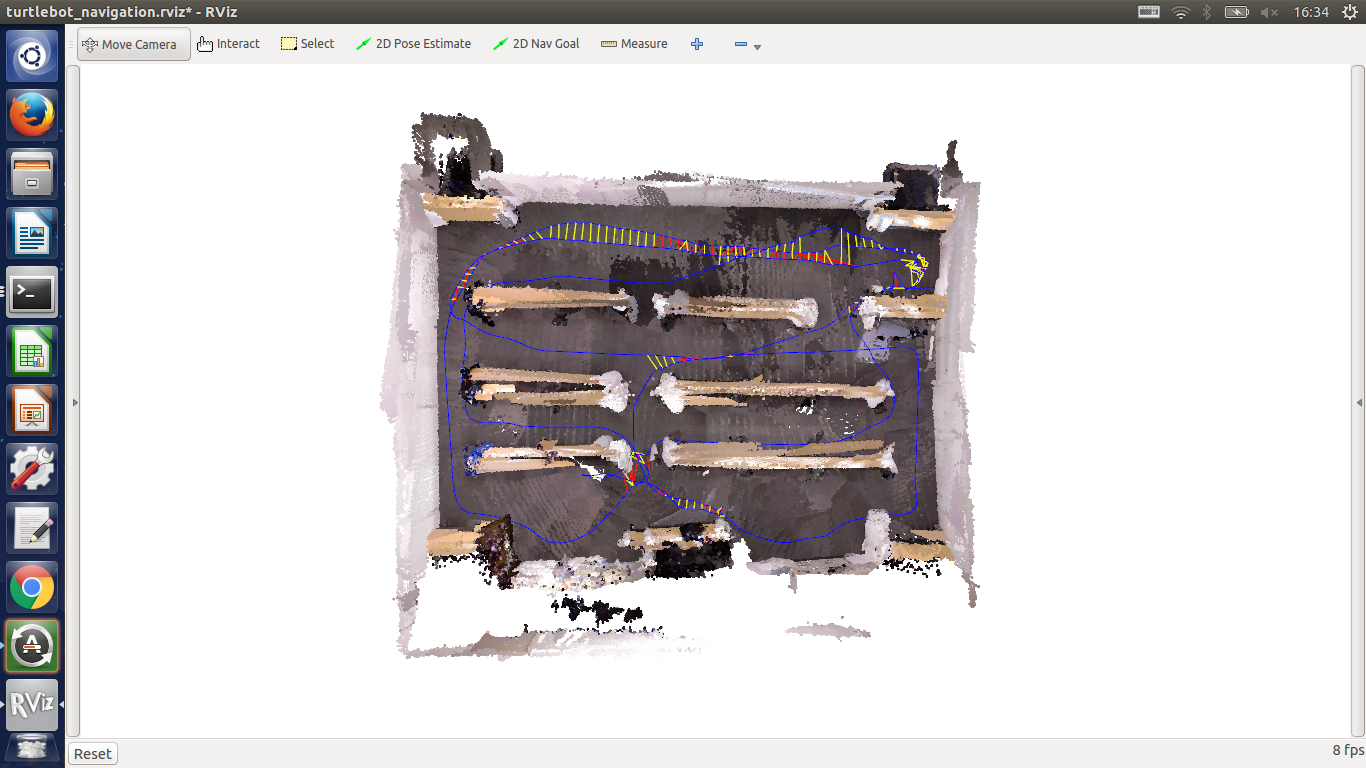 turtlebot_navigation.rviz* - RViz
16:34
Move Camera Interact Select 2D Pose Estimate 2D Nav Goal Measure
RViz
Reset
8 fps